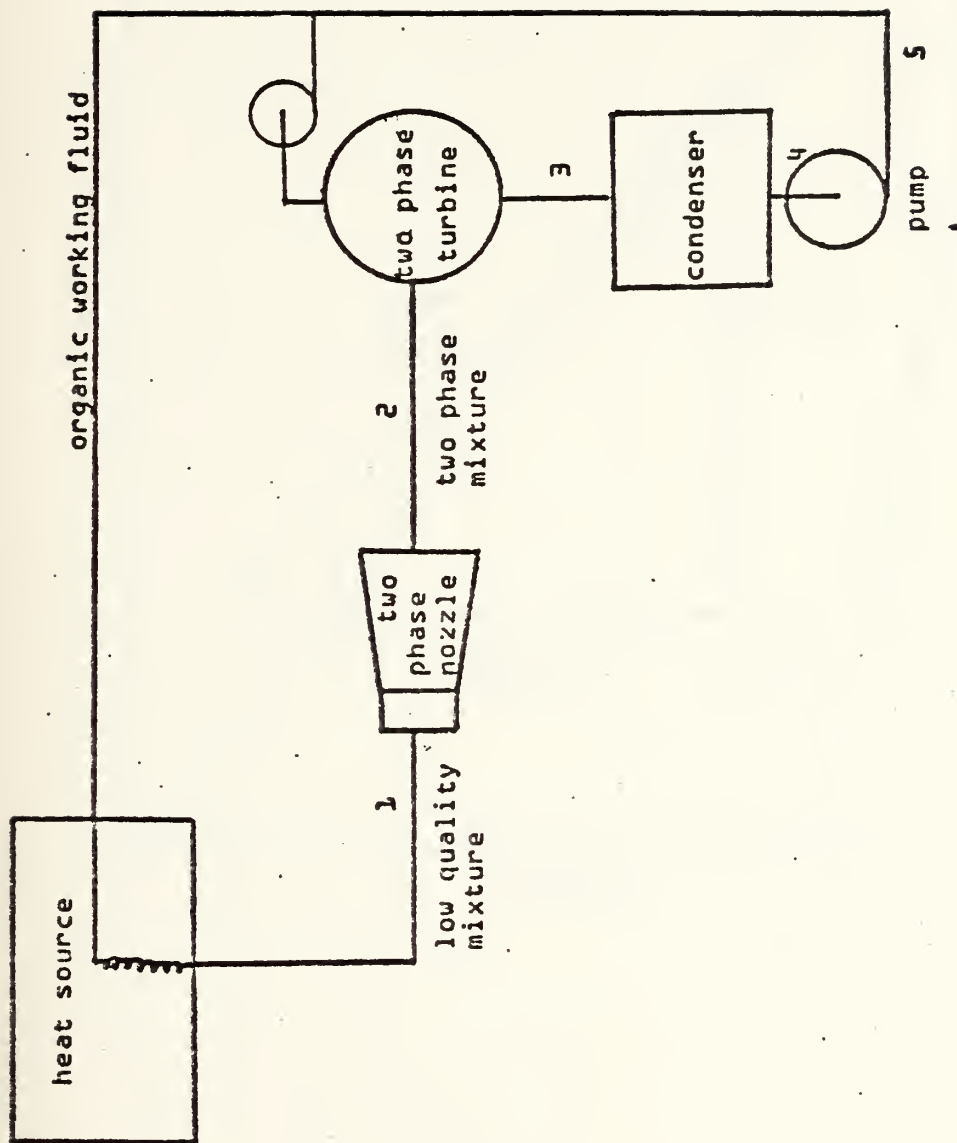 heat source
organic working fluid
1
low quality
mixture
two
phase
nozzle
2
two phase
mixture
two phase
turbine
3
condenser
4
pump
5